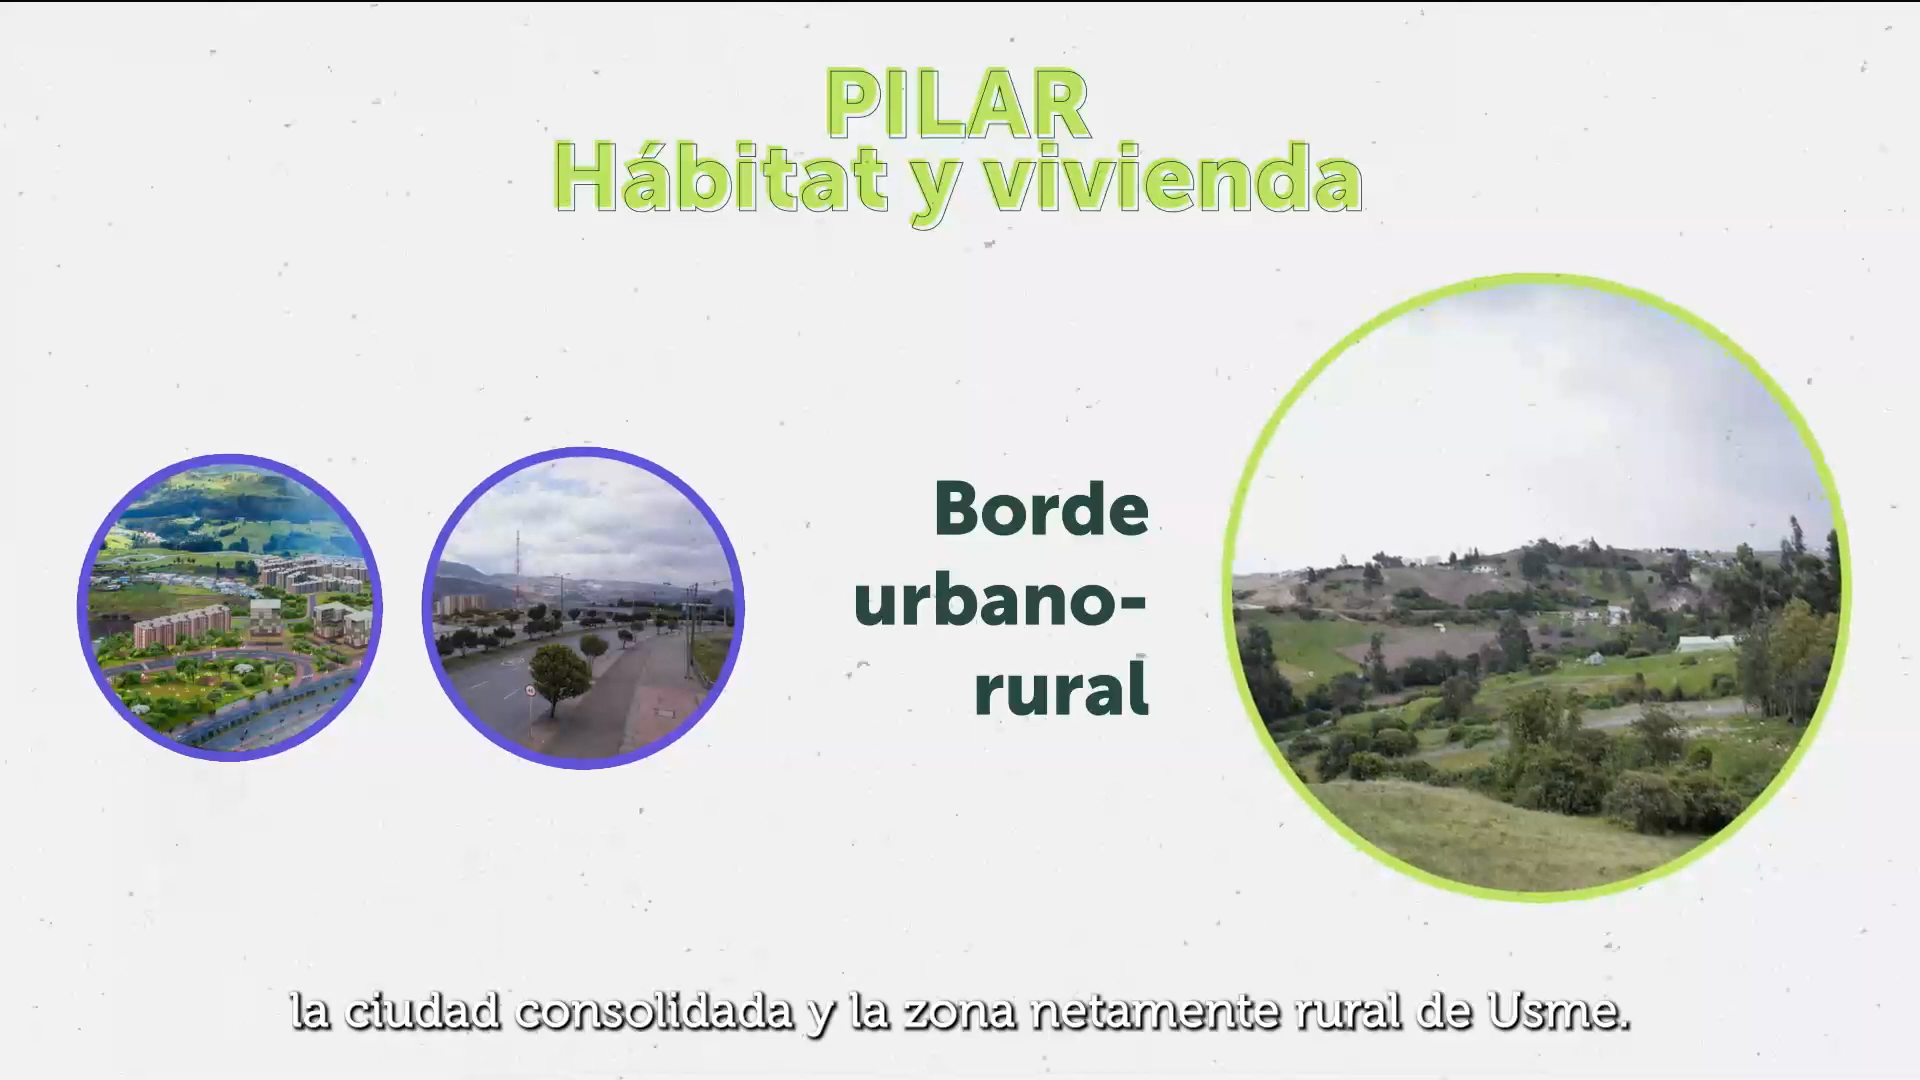 PILAR
Hábitat y vivienda
Borde
urbano-
rural
la ciudad consolidada y la zona netamente rural de Usme.